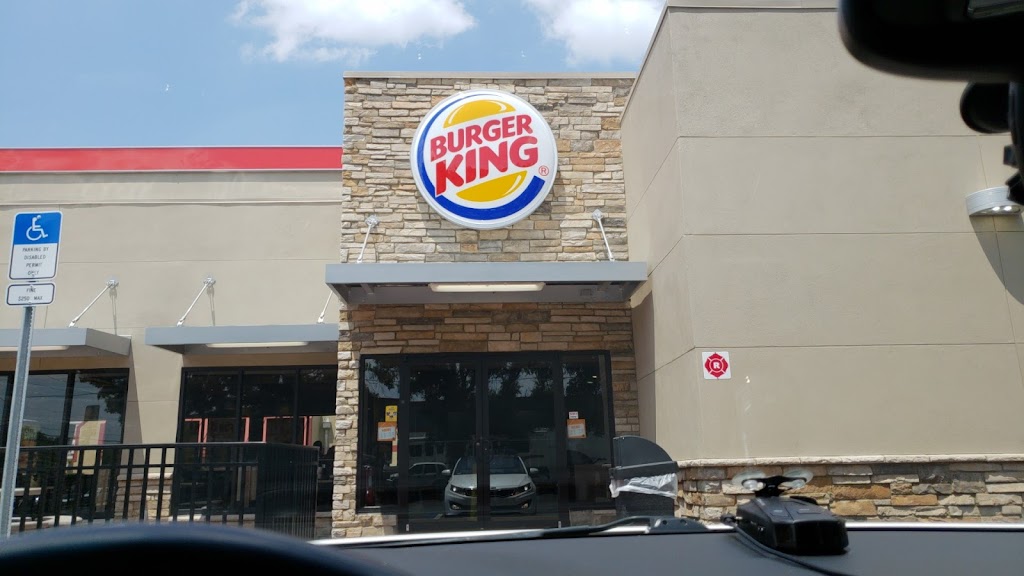 BURGER
KING
®
PARKING BY
DISABLED
PERMIT
ONLY
FINE
$250 MAX
R